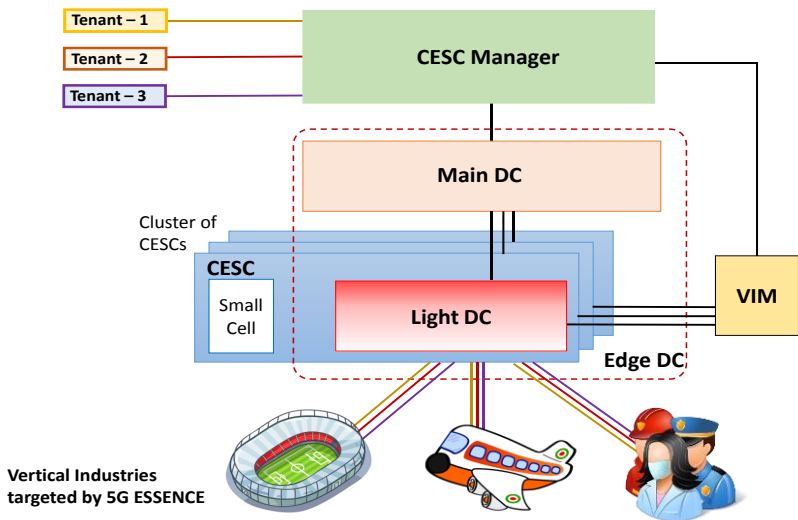 Tenant – 1
Tenant – 2
Tenant – 3
CESC Manager
Main DC
Cluster of
CESCs
CESC
Small
Cell
Light DC
VIM
Edge DC
Vertical Industries
targeted by 5G ESSENCE